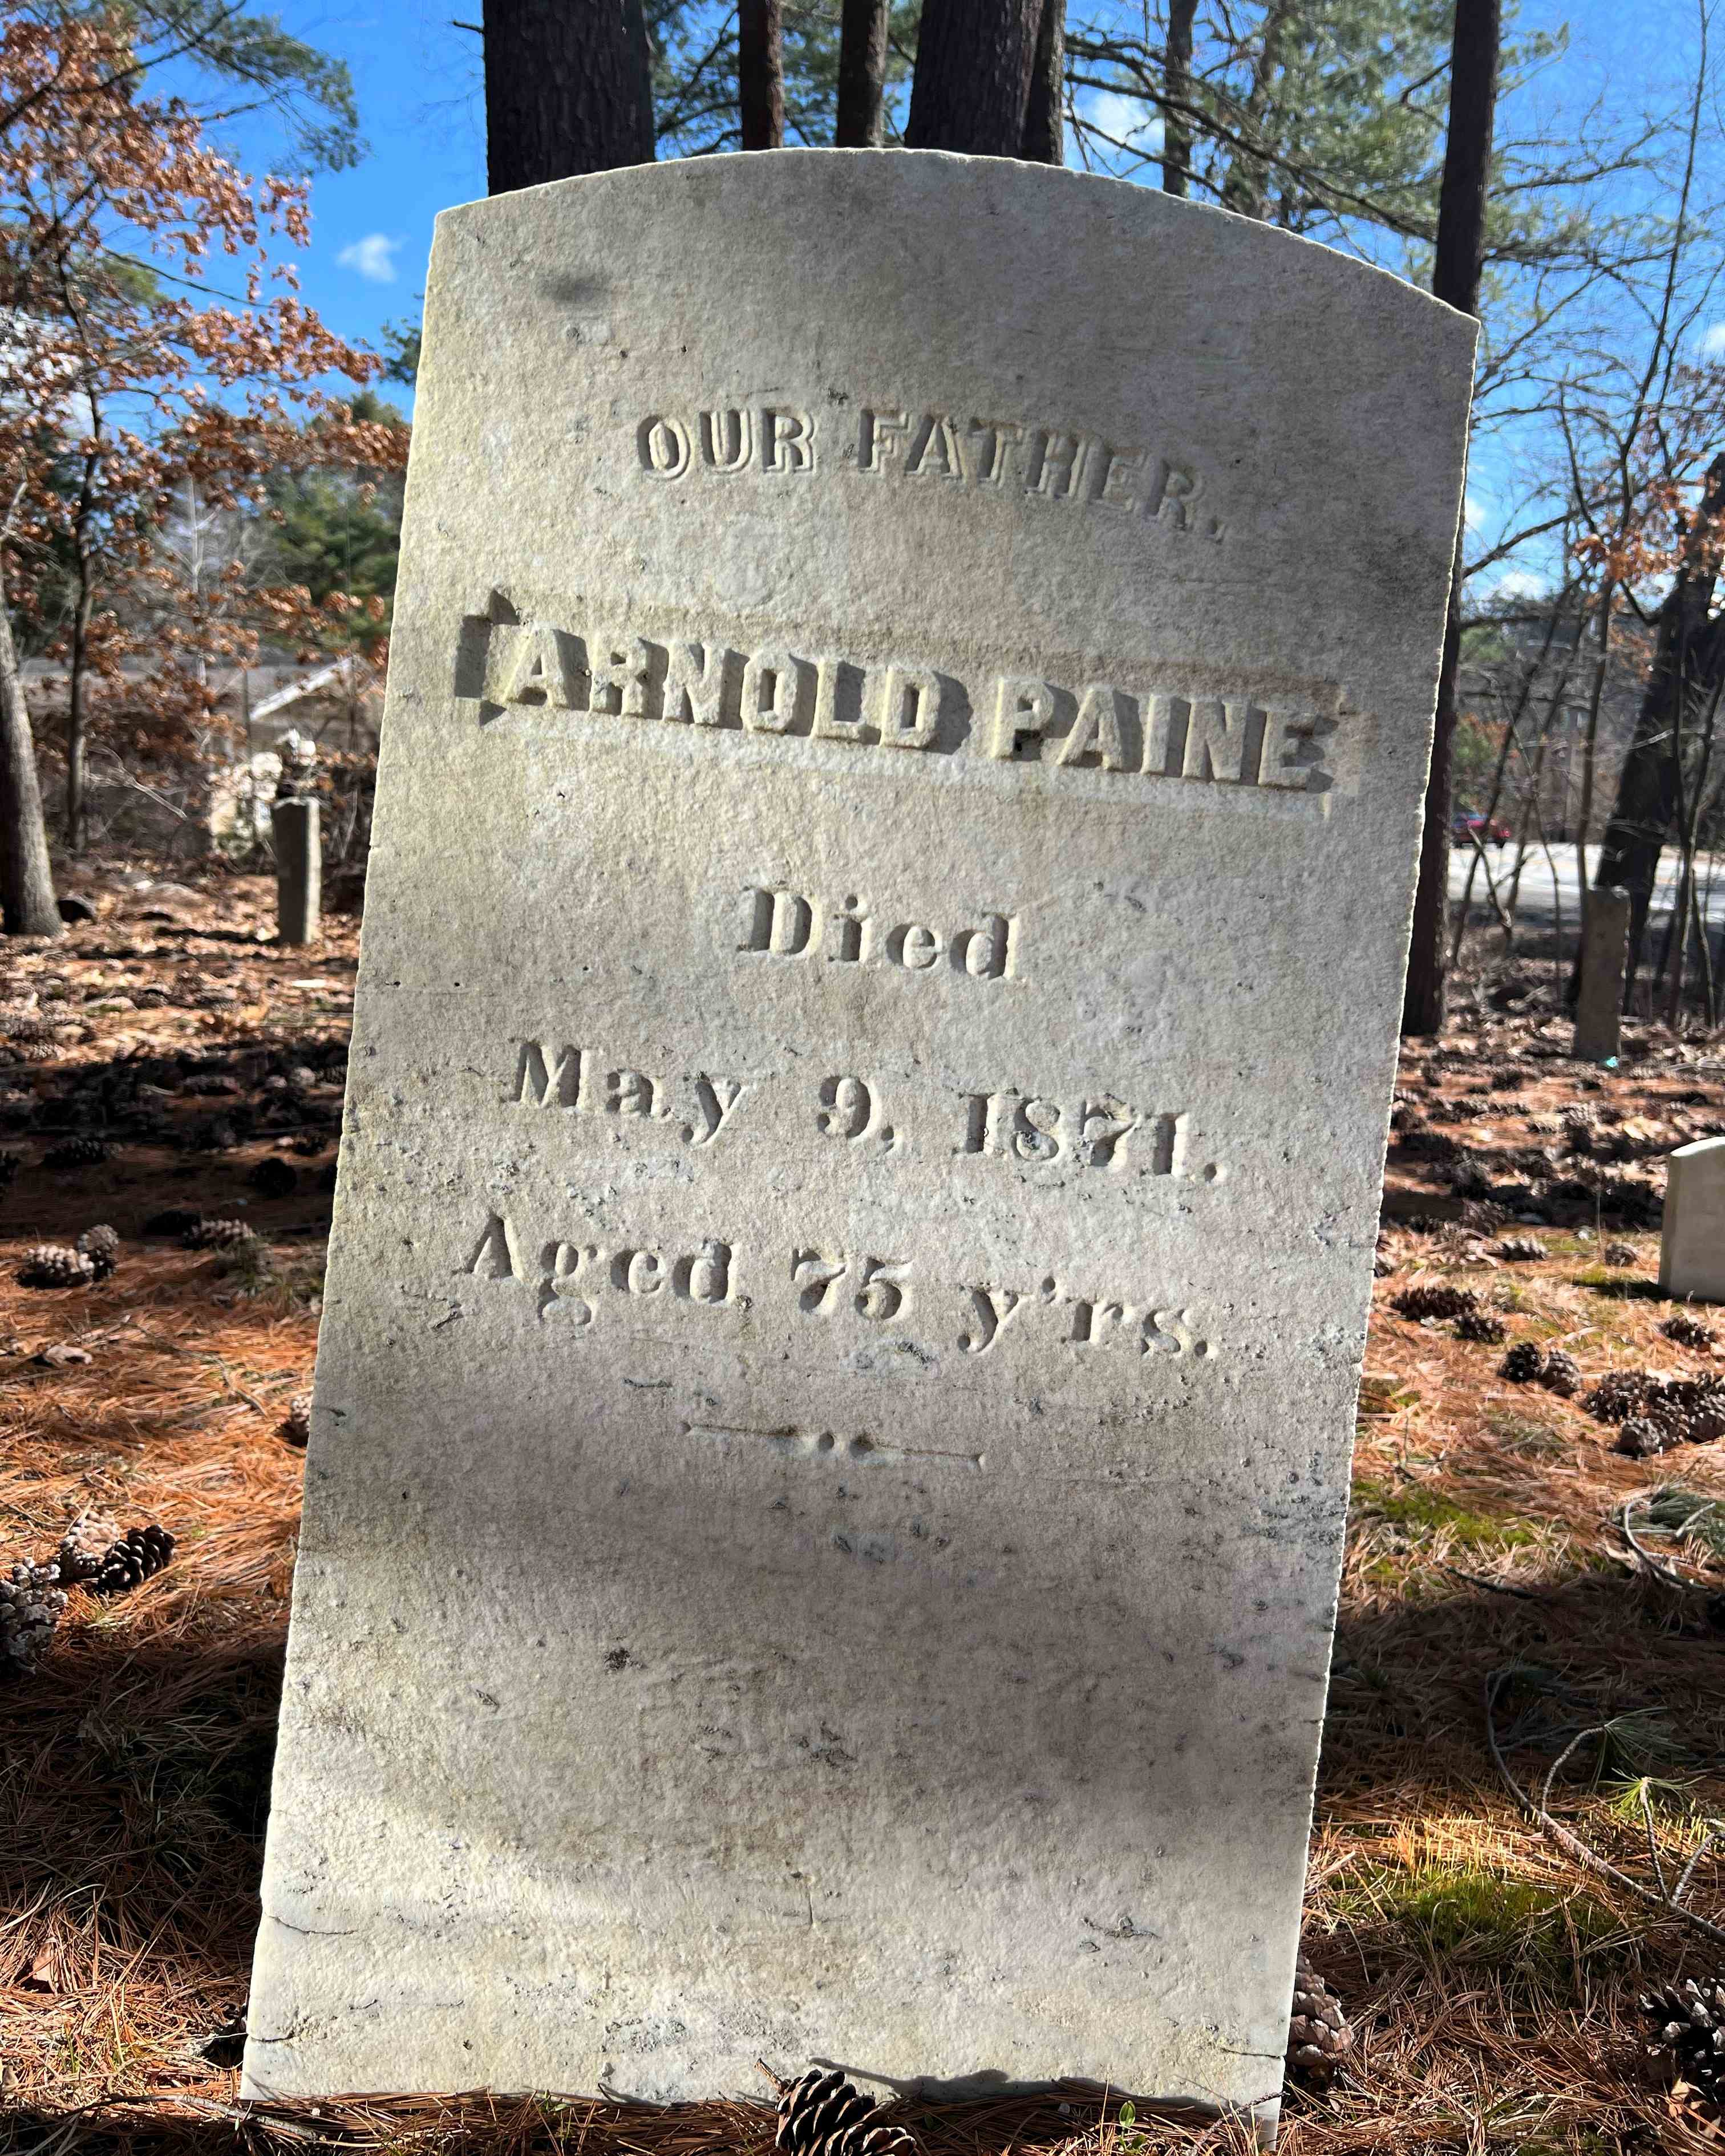 OUR FATHER,
ARNOLD PAINE
Died
May 9, 1871.
Aged 75 y'rs.